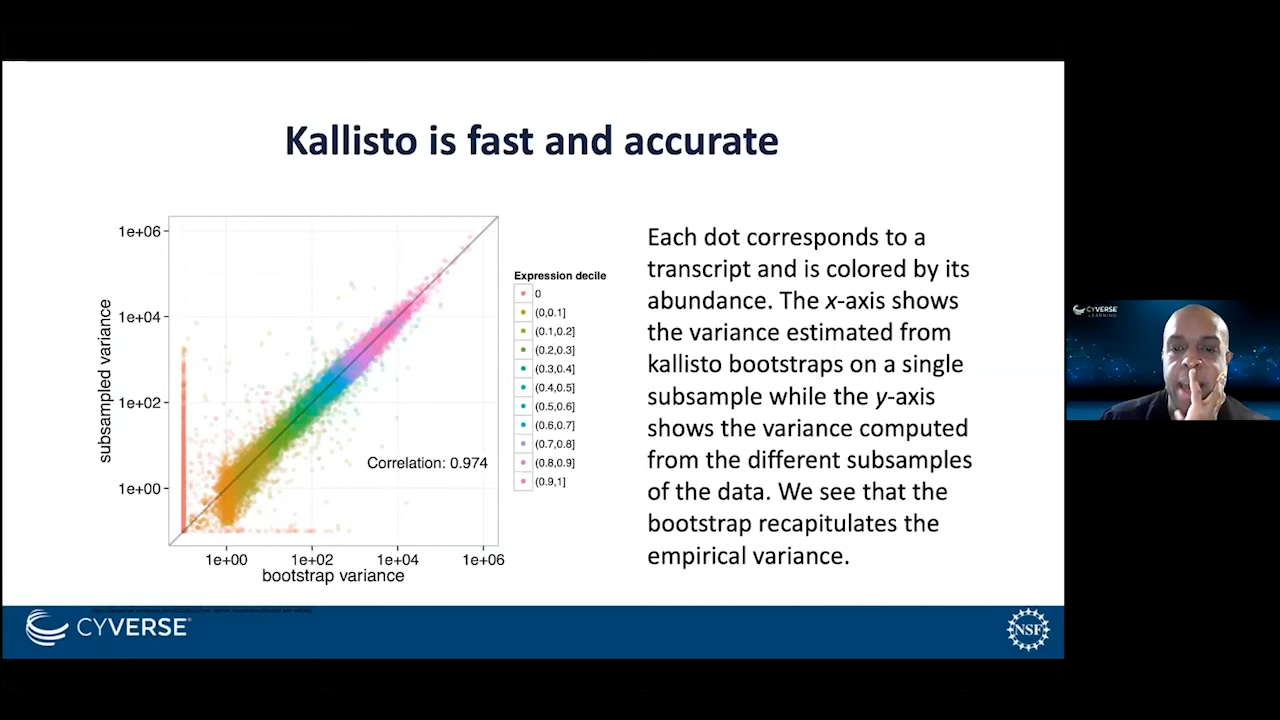 Kallisto is fast and accurate
1e+06
1e+04
1e+02
1e+00
subsampled variance
Correlation: 0.974
1e+00 1e+02 1e+04 1e+06
bootstrap variance
Expression decile
0
(0,0.1]
(0.1,0.2]
(0.2,0.3]
(0.3,0.4]
(0.4,0.5]
(0.5,0.6]
(0.6,0.7]
(0.7,0.8]
(0.8,0.9]
(0.9,1]
Each dot corresponds to a
transcript and is colored by its
abundance. The x-axis shows
the variance estimated from
kallisto bootstraps on a single
subsample while the y-axis
shows the variance computed
from the different subsamples
of the data. We see that the
bootstrap recapitulates the
empirical variance.
CYVERSE®
NSF
CYVERSE
LEARNING